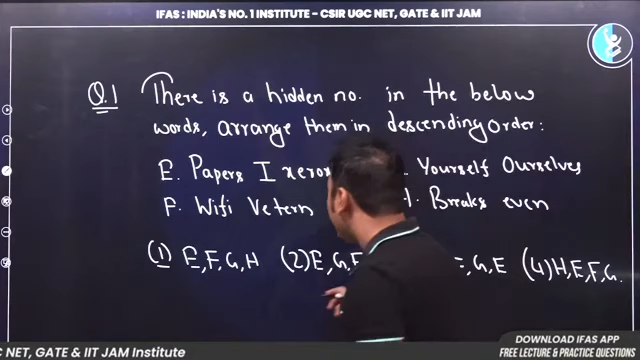 IFAS : INDIA'S NO. 1 INSTITUTE - CSIR UGC NET, GATE & IIT JAM
Q.1 There is a hidden no. in the below
words, arrange them in descending order:
E. Papers I xerox Yourself Ourselves
F. Wifi Vetern H. Breaks even
(1) E,F,G,H (2) E,G,F ,G,E (4) H,E,F,G.
DOWNLOAD IFAS APP
C NET, GATE & IIT JAM Institute FREE LECTURE & PRACTICE QUESTIONS